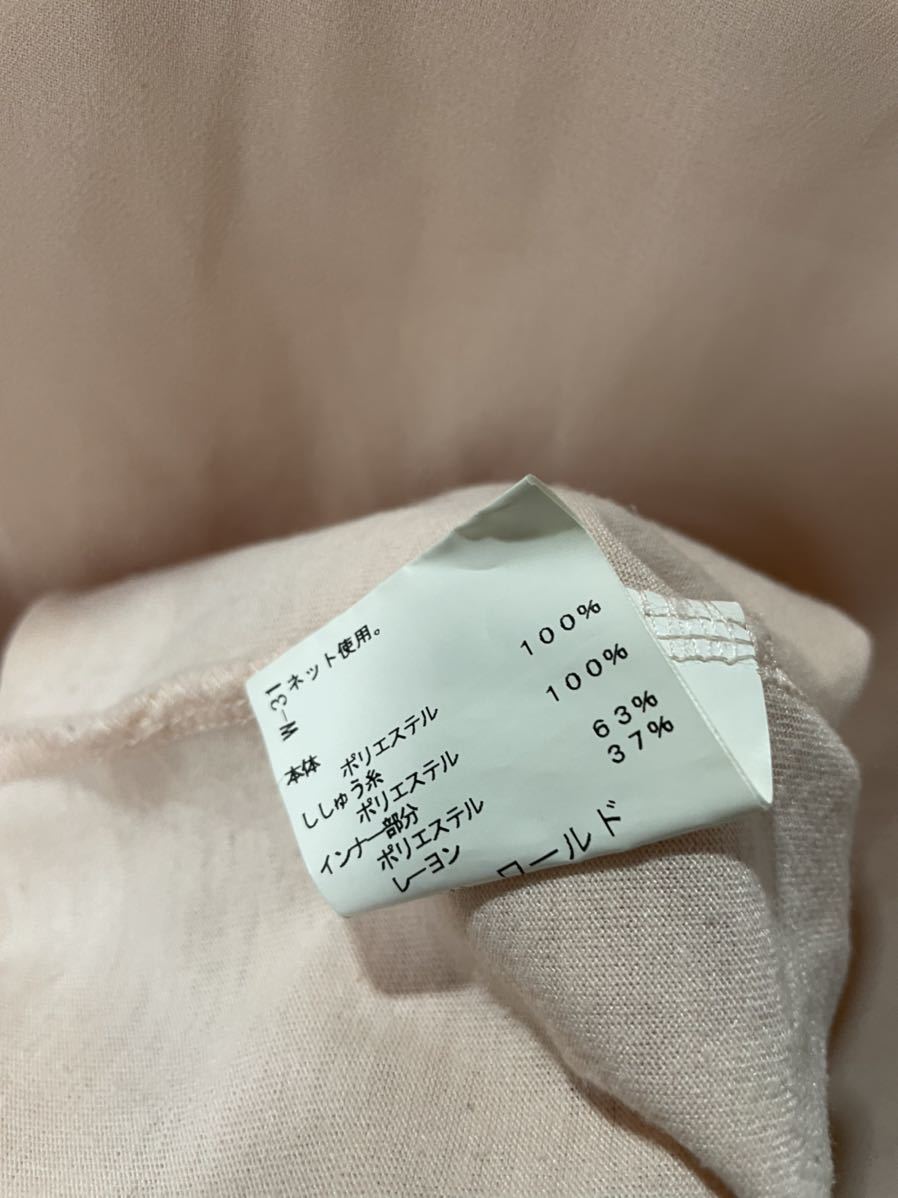 W-31
ネット使用。
本体
ポリエステル 100%
ししゅう糸
ポリエステル 100%
インナー部分
ポリエステル 63%
レーヨン 37%
ワールド